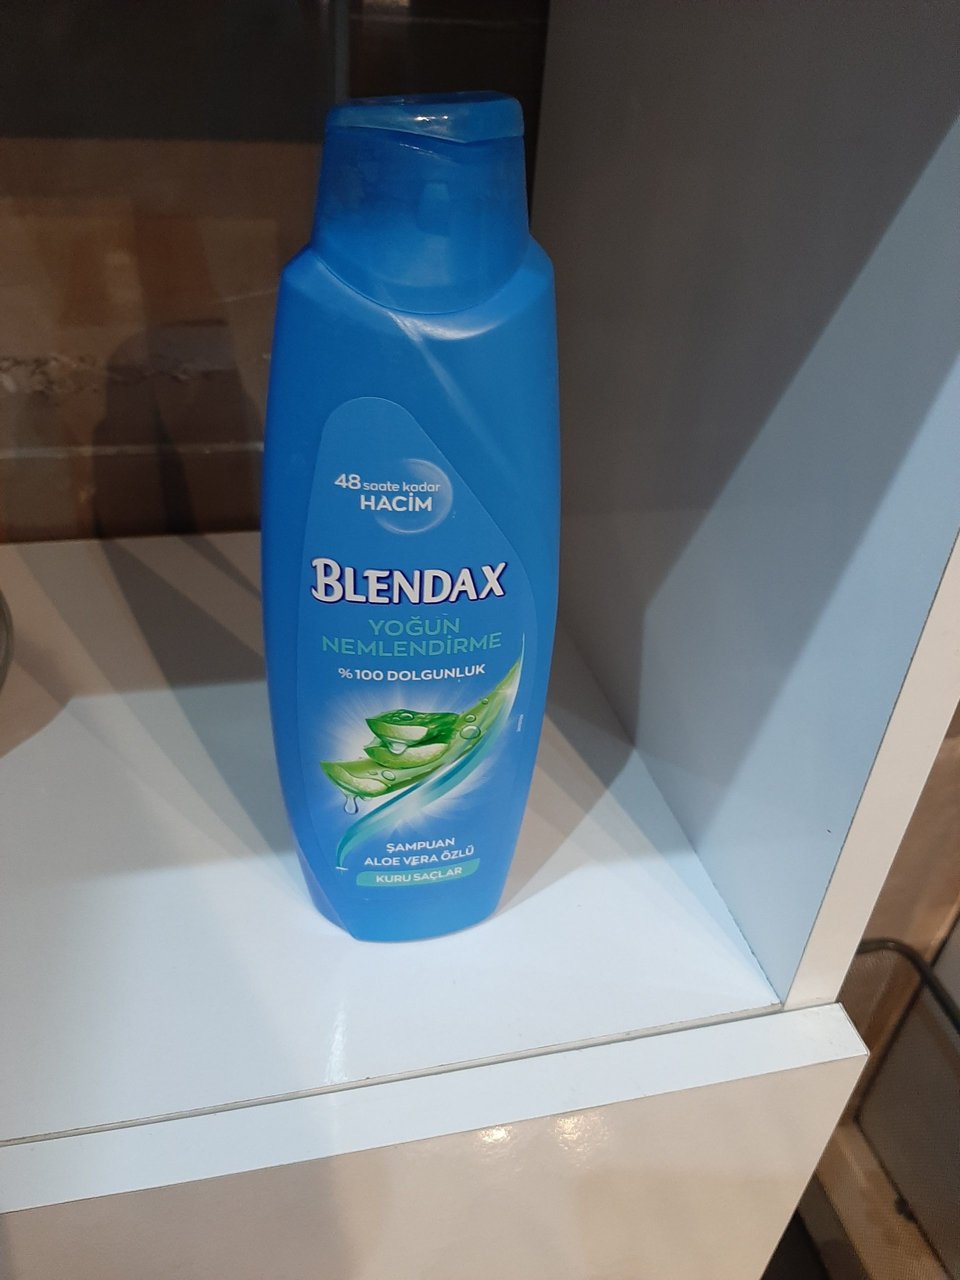 48 saate kadar
HACİM
BLENDAX
YOĞUN
NEMLENDİRME
%100 DOLGUNLUK
ŞAMPUAN
ALOE VERA ÖZLÜ
KURU SAÇLAR